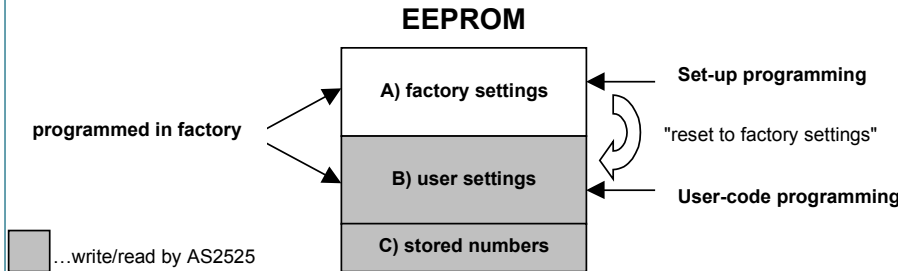 EEPROM
A) factory settings
Set-up programming
programmed in factory
"reset to factory settings"
B) user settings
User-code programming
C) stored numbers
...write/read by AS2525